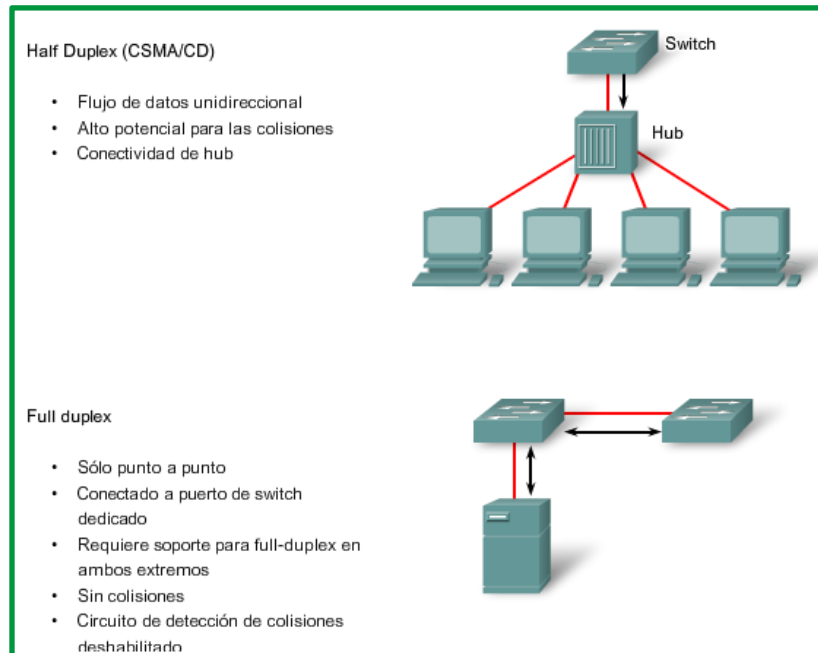 Half Duplex (CSMA/CD)
• Flujo de datos unidireccional
• Alto potencial para las colisiones
• Conectividad de hub
Switch
Hub
Full duplex
• Sólo punto a punto
• Conectado a puerto de switch
dedicado
• Requiere soporte para full-duplex en
ambos extremos
• Sin colisiones
• Circuito de detección de colisiones
deshabilitado